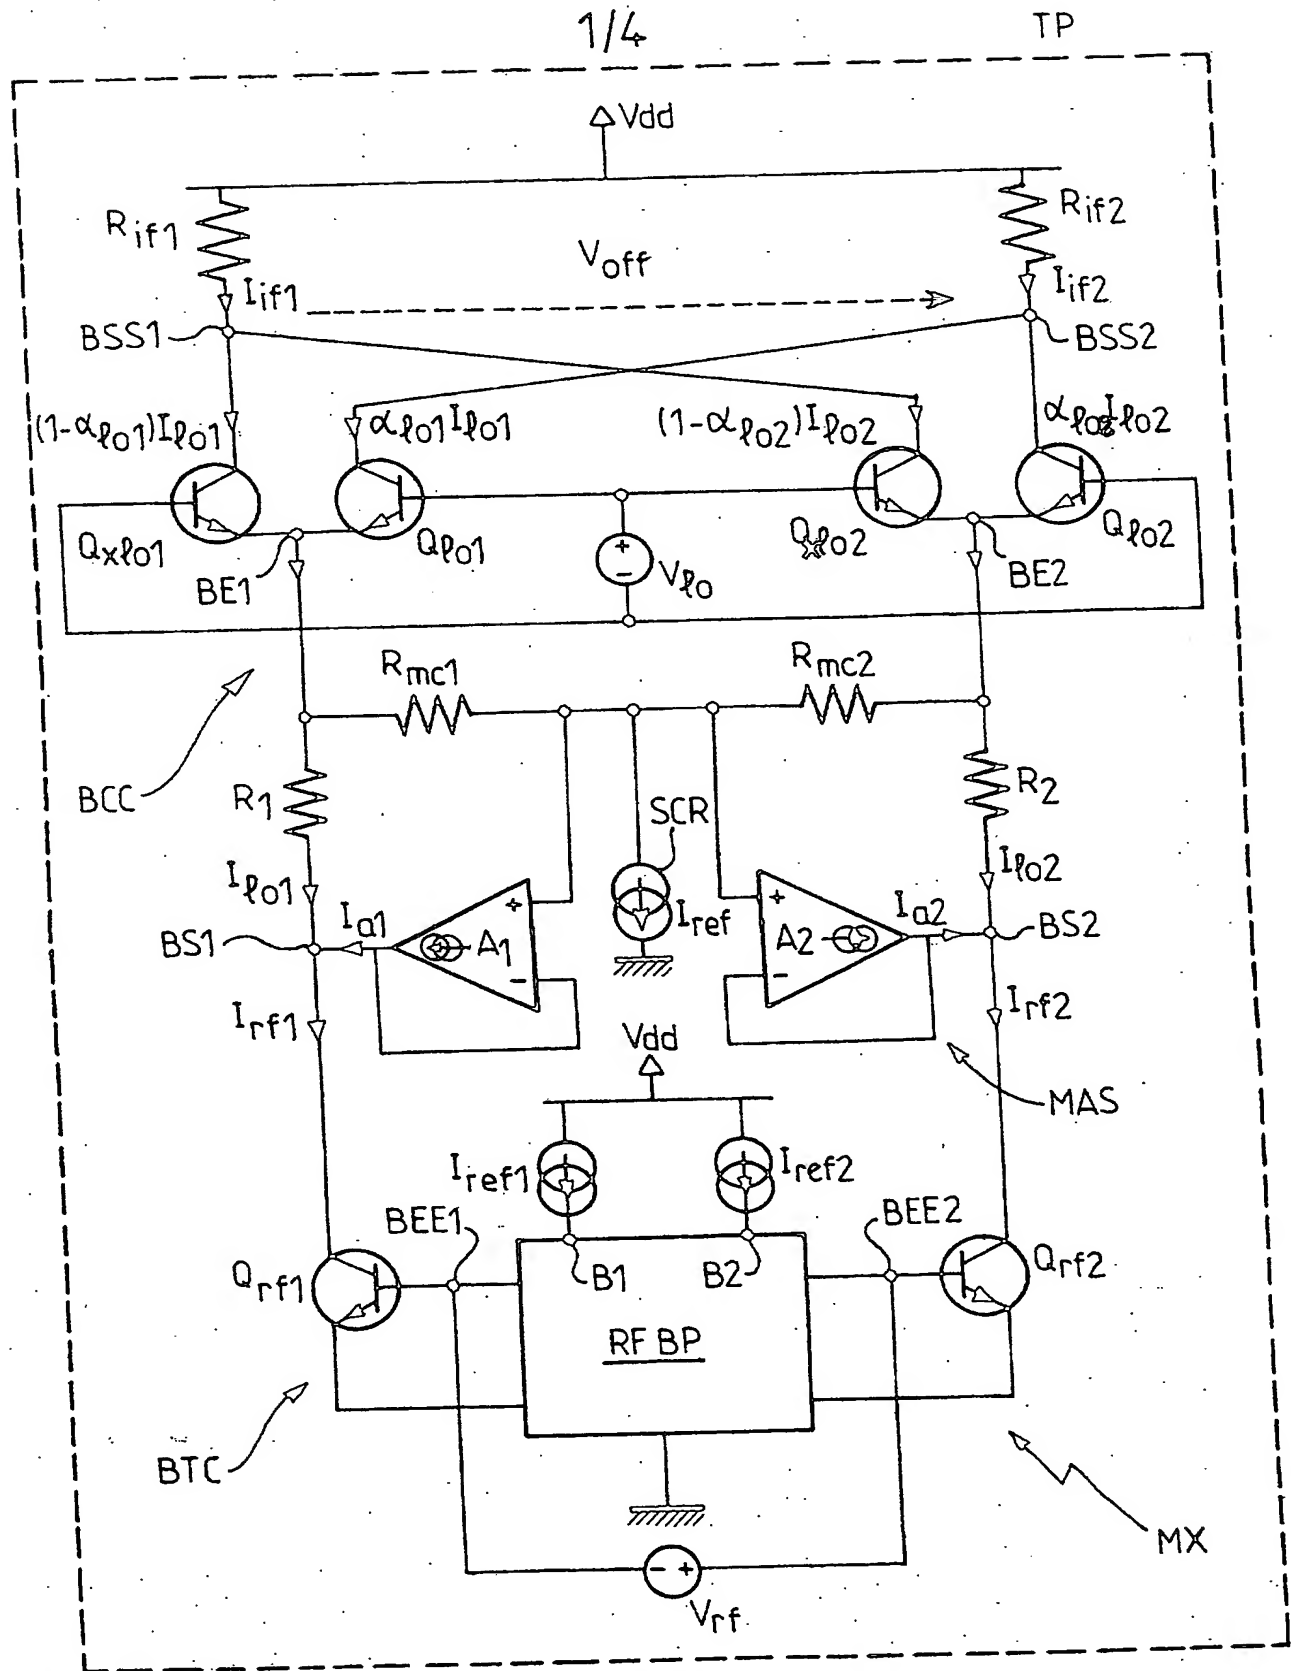 1/4
TP
Vdd
Rif1
Rif2
Voff
Iif1
Iif2
BSS1
BSS2
(1-αℓo1)Iℓo1
αℓo1Iℓo1
(1-αℓo2)Iℓo2
αℓo2Iℓo2
Qxℓo1
Qℓo1
+
-
Vℓo
Qxℓo2
Qℓo2
BE1
BE2
Rmc1
Rmc2
BCC
R1
R2
SCR
Iℓo1
Iℓo2
Iref
BS1
Ia1
A1
+
-
+
-
A2
Ia2
BS2
Irf1
Irf2
Vdd
MAS
Iref1
Iref2
BEE1
BEE2
Qrf1
B1
B2
Qrf2
RF BP
BTC
MX
- +
Vrf